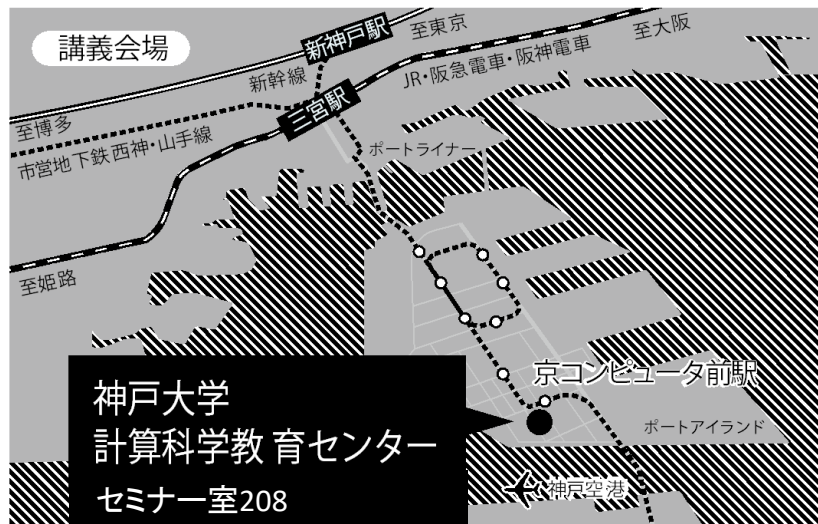 講義会場
新神戸駅
至東京
至大阪
新幹線
JR・阪急電車・阪神電車
三宮駅
至博多
市営地下鉄西神・山手線
ポートライナー
至姫路
京コンピュータ前駅
神戸大学
計算科学教 育センター
セミナー室208
ポートアイランド
神戸空港